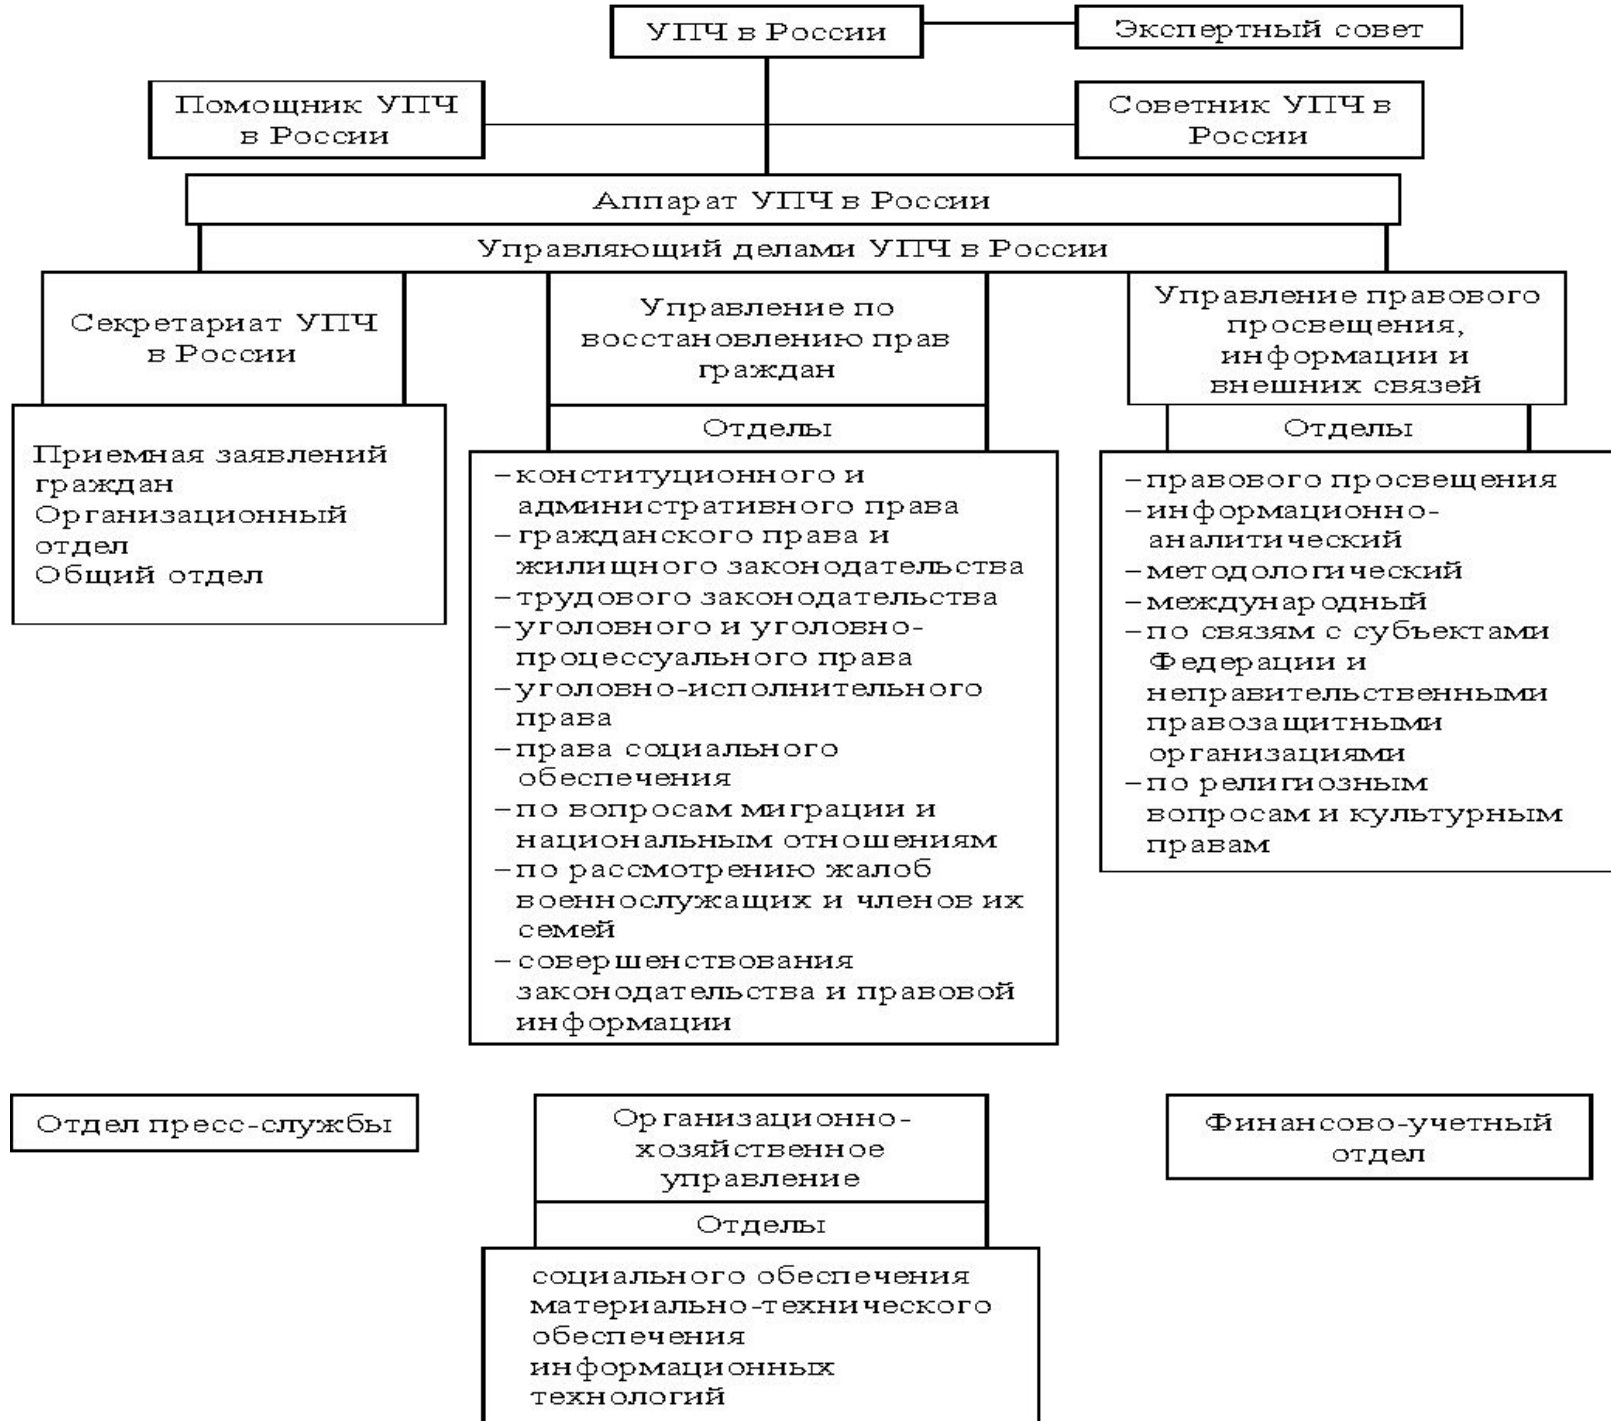 УПЧ в России
Экспертный совет
Помощник УПЧ
в России
Советник УПЧ в
России
Аппарат УПЧ в России
Управляющий делами УПЧ в России
Секретариат УПЧ
в России
Управление по
восстановлению прав
граждан
Управление правового
просвещения,
информации и
внешних связей
Приемная заявлений
граждан
Организационный
отдел
Общий отдел
Отделы
–конституционного и
административного права
–гражданского права и
жилищного законодательства
–трудового законодательства
–уголовного и уголовно-
процессуального права
–уголовно-исполнительного
права
–права социального
обеспечения
–по вопросам миграции и
национальным отношениям
–по рассмотрению жалоб
военнослужащих и членов их
семей
–совершенствования
законодательства и правовой
информации
Отделы
–правового просвещения
–информационно-
аналитический
–методологический
–международный
–по связям с субъектами
Федерации и
неправительственными
правозащитными
организациями
–по религиозным
вопросам и культурным
правам
Отдел пресс-службы
Организационно-
хозяйственное
управление
Отделы
социального обеспечения
материально-технического
обеспечения
информационных
технологий
Финансово-учетный
отдел